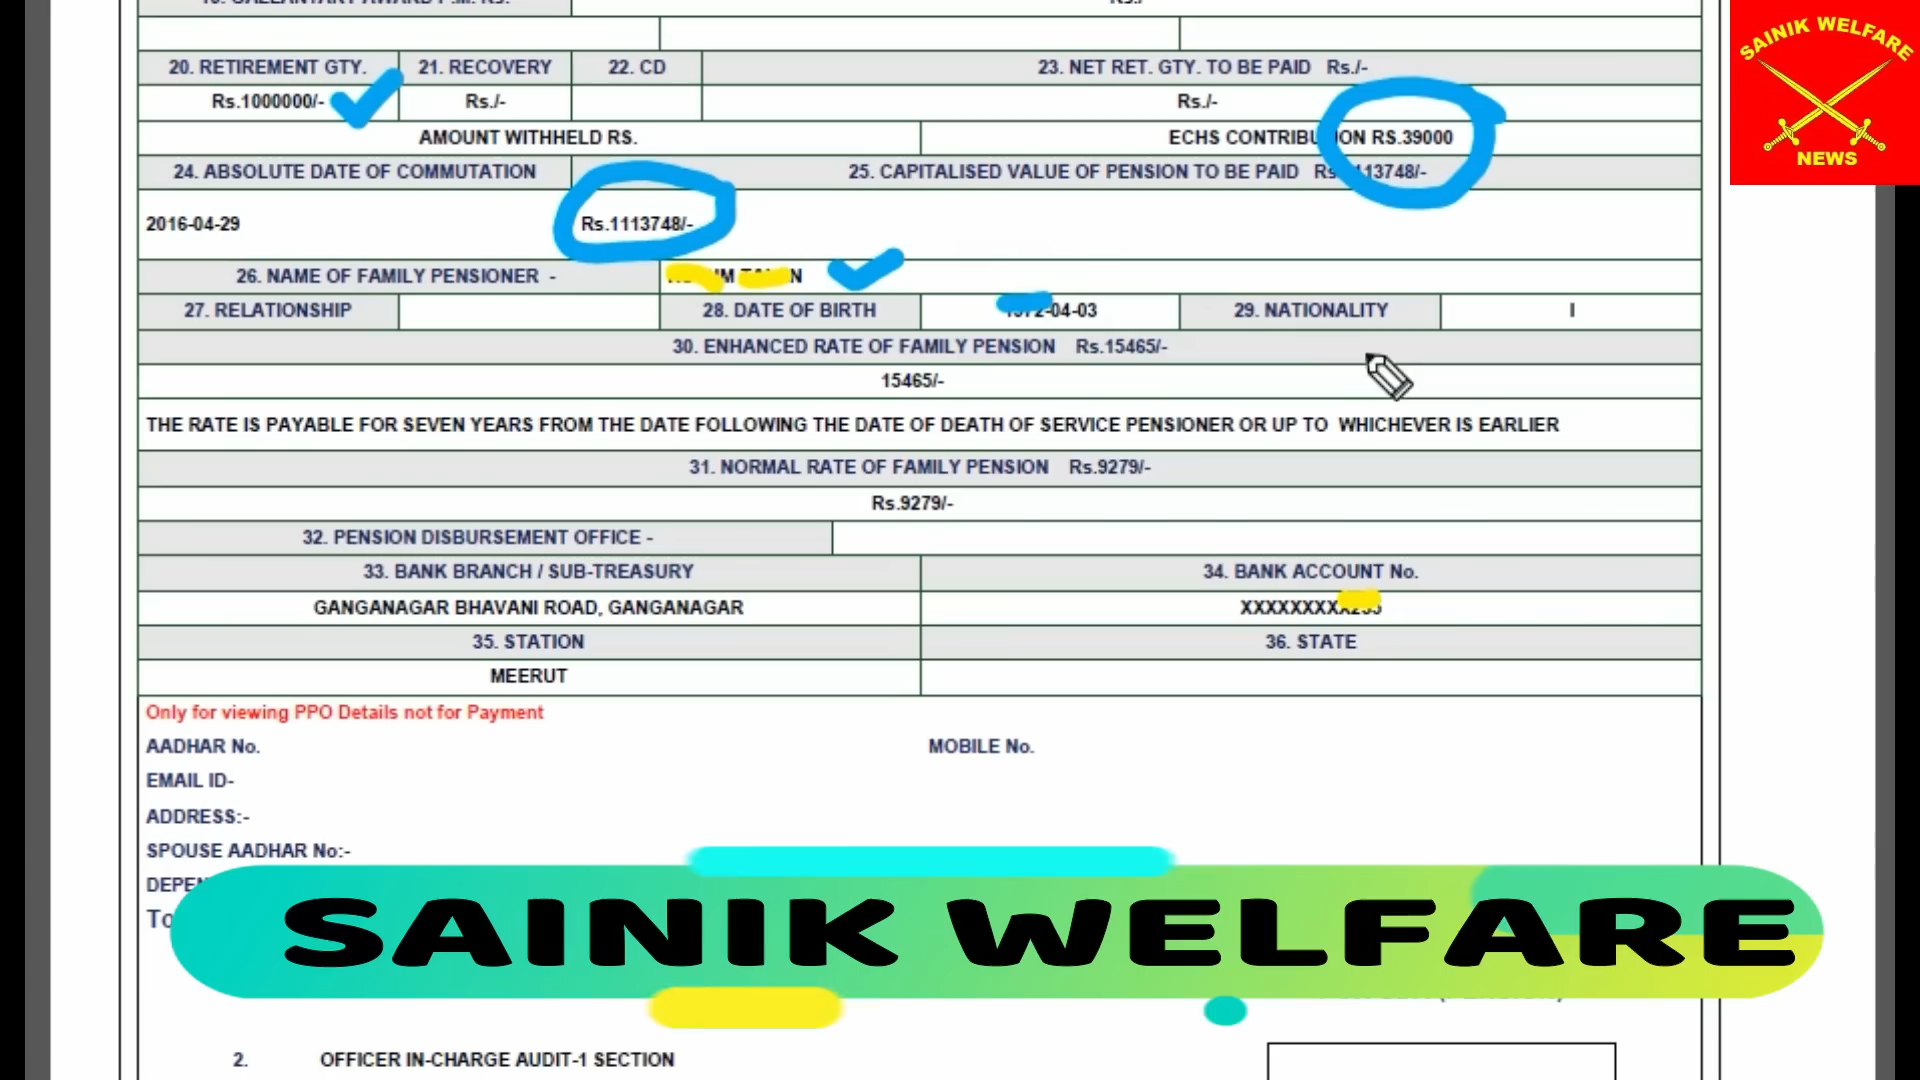 20. RETIREMENT GTY. 21. RECOVERY 22. CD 23. NET RET. GTY. TO BE PAID Rs./-
Rs.1000000/- Rs./- Rs./-
AMOUNT WITHHELD RS. ECHS CONTRIBUTION RS.39000
24. ABSOLUTE DATE OF COMMUTATION 25. CAPITALISED VALUE OF PENSION TO BE PAID
2016-04-29 Rs.1113748/-
26. NAME OF FAMILY PENSIONER -
27. RELATIONSHIP 28. DATE OF BIRTH -04-03 29. NATIONALITY I
30. ENHANCED RATE OF FAMILY PENSION Rs.15465/-
15465/-
THE RATE IS PAYABLE FOR SEVEN YEARS FROM THE DATE FOLLOWING THE DATE OF DEATH OF SERVICE PENSIONER OR UP TO WHICHEVER IS EARLIER
31. NORMAL RATE OF FAMILY PENSION Rs.9279/-
Rs.9279/-
32. PENSION DISBURSEMENT OFFICE -
33. BANK BRANCH / SUB-TREASURY 34. BANK ACCOUNT No.
GANGANAGAR BHAVANI ROAD, GANGANAGAR
35. STATION 36. STATE
MEERUT
Only for viewing PPO Details not for Payment
AADHAR No. MOBILE No.
EMAIL ID-
ADDRESS:-
SPOUSE AADHAR No:-
SAINIK WELFARE
2. OFFICER IN-CHARGE AUDIT-1 SECTION
SAINIK WELFARE
NEWS